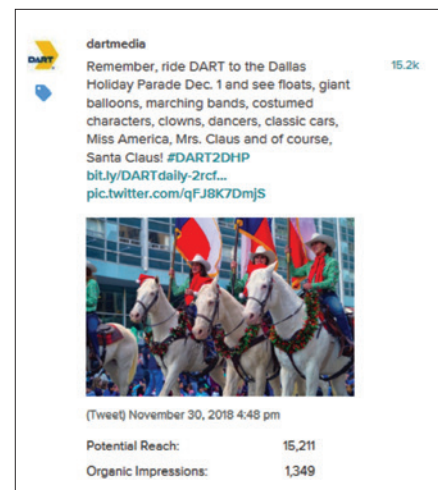 dartmedia
DART
Remember, ride DART to the Dallas
15.2k
Holiday Parade Dec. 1 and see floats, giant
balloons, marching bands, costumed
characters, clowns, dancers, classic cars,
Miss America, Mrs. Claus and of course,
Santa Claus! #DART2DHP
bit.ly/DARTdaily-2rcf...
pic.twitter.com/qFJ8K7DmjS
(Tweet) November 30, 2018 4:48 pm
Potential Reach: 15,211
Organic Impressions: 1,349